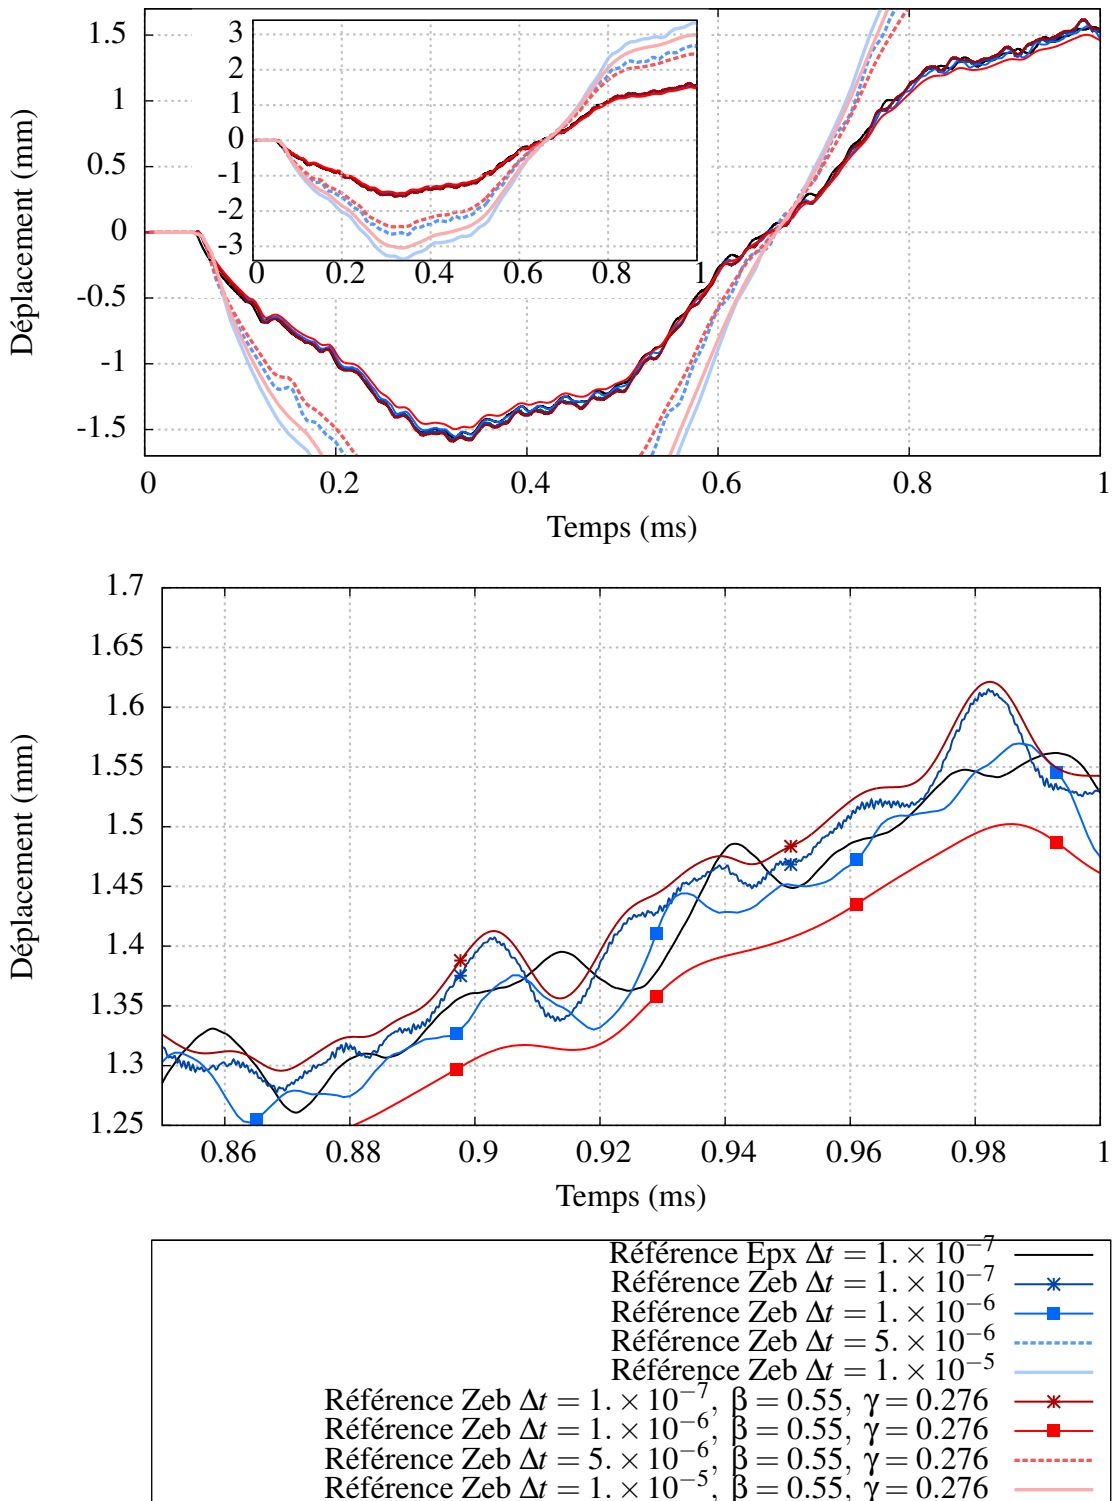 1.5
1
0.5
0
-0.5
-1
-1.5
Déplacement (mm)
3
2
1
0
-1
-2
-3
0 0.2 0.4 0.6 0.8 1
0 0.2 0.4 0.6 0.8 1
Temps (ms)
1.7
1.65
1.6
1.55
1.5
1.45
1.4
1.35
1.3
1.25
Déplacement (mm)
0.86 0.88 0.9 0.92 0.94 0.96 0.98 1
Temps (ms)
Référence Epx Δt = 1. × 10⁻⁷
Référence Zeb Δt = 1. × 10⁻⁷
Référence Zeb Δt = 1. × 10⁻⁶
Référence Zeb Δt = 5. × 10⁻⁶
Référence Zeb Δt = 1. × 10⁻⁵
Référence Zeb Δt = 1. × 10⁻⁷, β = 0.55, γ = 0.276
Référence Zeb Δt = 1. × 10⁻⁶, β = 0.55, γ = 0.276
Référence Zeb Δt = 5. × 10⁻⁶, β = 0.55, γ = 0.276
Référence Zeb Δt = 1. × 10⁻⁵, β = 0.55, γ = 0.276